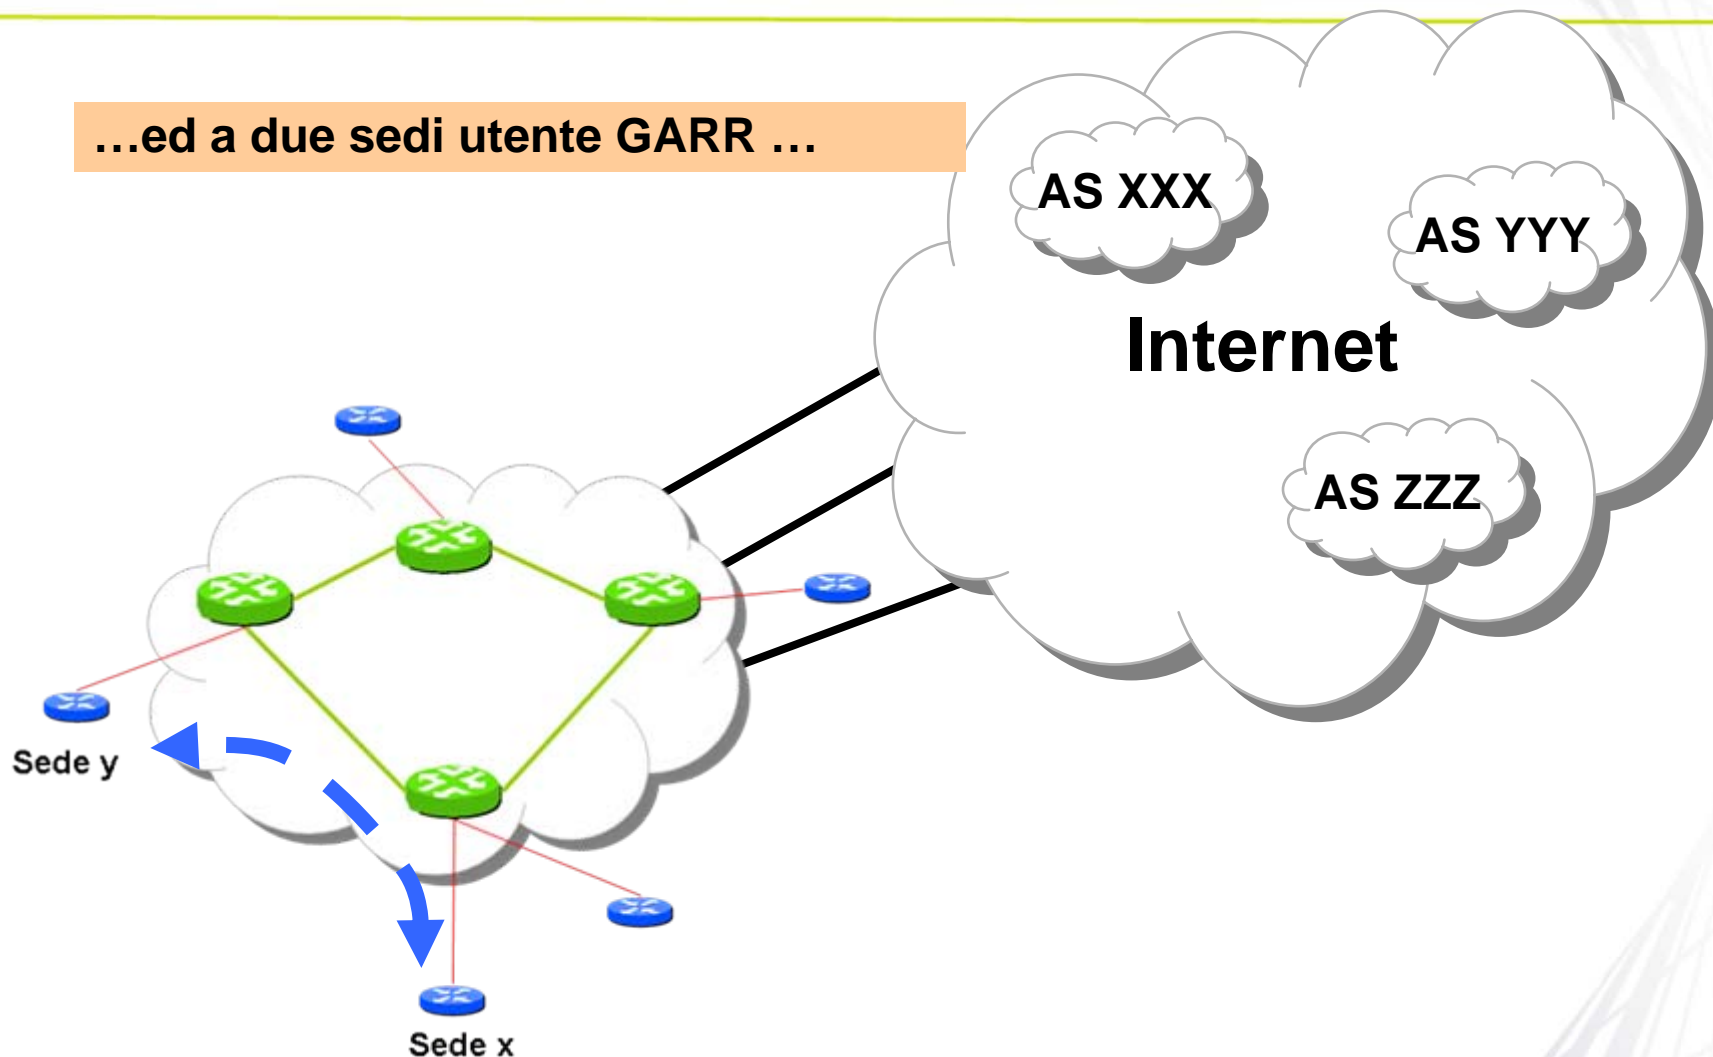 …ed a due sedi utente GARR …
AS XXX
AS YYY
Internet
AS ZZZ
Sede y
Sede x